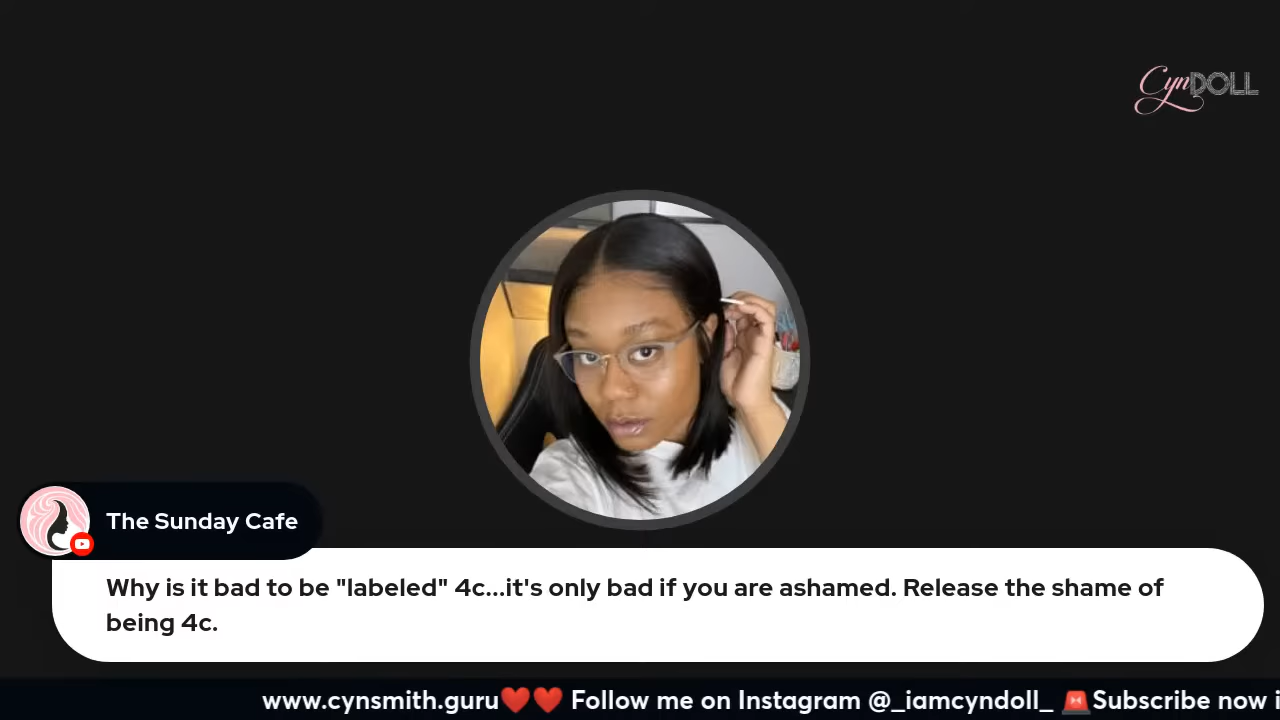 CynDOLL
The Sunday Cafe
Why is it bad to be "labeled" 4c...it's only bad if you are ashamed. Release the shame of
being 4c.
www.cynsmith.guru❤️❤️ Follow me on Instagram @_iamcyndoll_ 🚨Subscribe now i